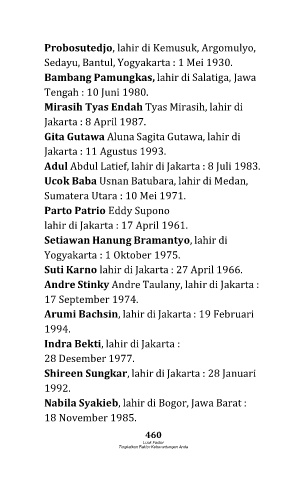 Probosutedjo, lahir di Kemusuk, Argomulyo,
Sedayu, Bantul, Yogyakarta : 1 Mei 1930.
Bambang Pamungkas, lahir di Salatiga, Jawa
Tengah : 10 Juni 1980.
Mirasih Tyas Endah Tyas Mirasih, lahir di
Jakarta : 8 April 1987.
Gita Gutawa Aluna Sagita Gutawa, lahir di
Jakarta : 11 Agustus 1993.
Adul Abdul Latief, lahir di Jakarta : 8 Juli 1983.
Ucok Baba Usnan Batubara, lahir di Medan,
Sumatera Utara : 10 Mei 1971.
Parto Patrio Eddy Supono
lahir di Jakarta : 17 April 1961.
Setiawan Hanung Bramantyo, lahir di
Yogyakarta : 1 Oktober 1975.
Suti Karno lahir di Jakarta : 27 April 1966.
Andre Stinky Andre Taulany, lahir di Jakarta :
17 September 1974.
Arumi Bachsin, lahir di Jakarta : 19 Februari
1994.
Indra Bekti, lahir di Jakarta :
28 Desember 1977.
Shireen Sungkar, lahir di Jakarta : 28 Januari
1992.
Nabila Syakieb, lahir di Bogor, Jawa Barat :
18 November 1985.
460
Luck Factor
Tingkatkan Faktor Keberuntungan Anda